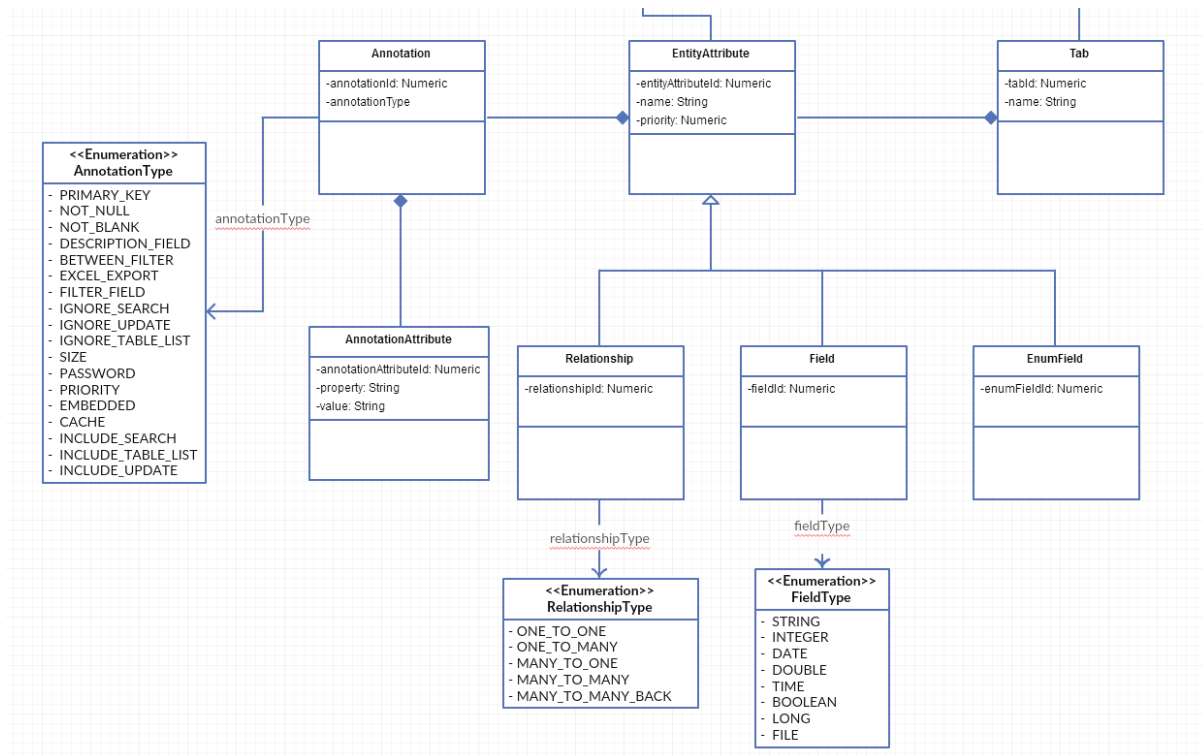 Annotation
-annotationId: Numeric
-annotationType
EntityAttribute
-entityAttributeId: Numeric
-name: String
-priority: Numeric
Tab
-tabId: Numeric
-name: String
<<Enumeration>>
AnnotationType
- PRIMARY_KEY
- NOT_NULL
- NOT_BLANK
- DESCRIPTION_FIELD
- BETWEEN_FILTER
- EXCEL_EXPORT
- FILTER_FIELD
- IGNORE_SEARCH
- IGNORE_UPDATE
- IGNORE_TABLE_LIST
- SIZE
- PASSWORD
- PRIORITY
- EMBEDDED
- CACHE
- INCLUDE_SEARCH
- INCLUDE_TABLE_LIST
- INCLUDE_UPDATE
annotationType
AnnotationAttribute
-annotationAttributeId: Numeric
-property: String
-value: String
Relationship
-relationshipId: Numeric
Field
-fieldId: Numeric
EnumField
-enumFieldId: Numeric
relationshipType
fieldType
<<Enumeration>>
RelationshipType
- ONE_TO_ONE
- ONE_TO_MANY
- MANY_TO_ONE
- MANY_TO_MANY
- MANY_TO_MANY_BACK
<<Enumeration>>
FieldType
- STRING
- INTEGER
- DATE
- DOUBLE
- TIME
- BOOLEAN
- LONG
- FILE